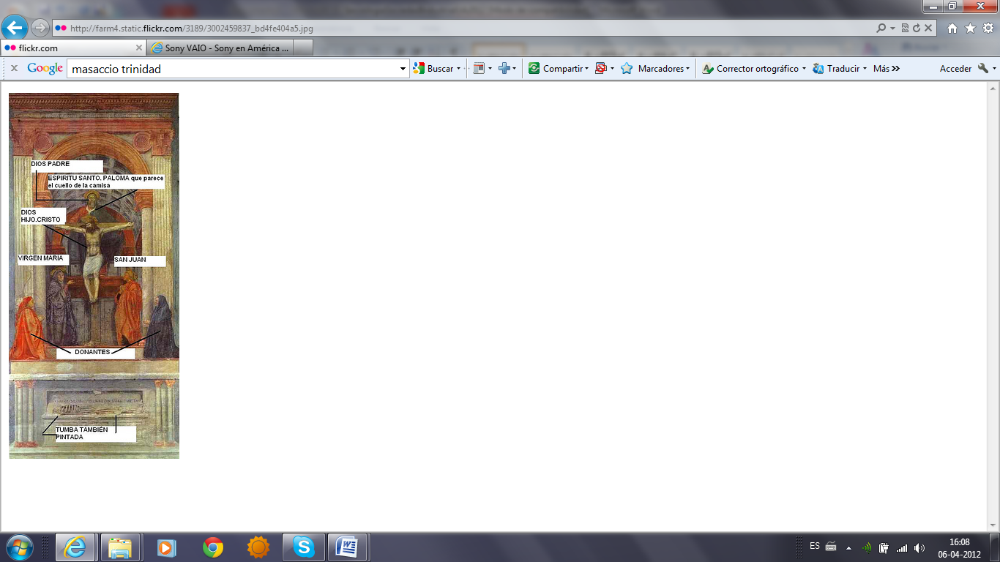 http://farm4.static.flickr.com/3189/3002459837_bd4fe404a5.jpg
flickr.com
Sony VAIO - Sony en América ...
Google
masaccio trinidad
Buscar
Compartir
Marcadores
Corrector ortográfico
Traducir
Más
Acceder
DIOS PADRE
ESPIRITU SANTO. PALOMA que parece
el cuello de la camisa
DIOS
HIJO.CRISTO
VIRGEN MARIA
SAN JUAN
DONANTES
TUMBA TAMBIÉN
PINTADA
ES
16:08
06-04-2012